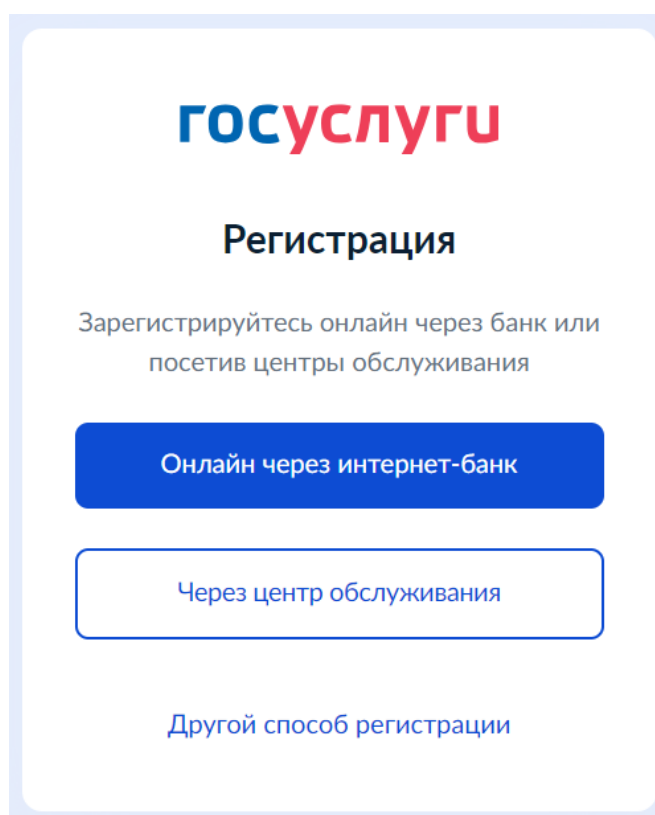 госуслуги
Регистрация
Зарегистрируйтесь онлайн через банк или
посетив центры обслуживания
Онлайн через интернет-банк
Через центр обслуживания
Другой способ регистрации